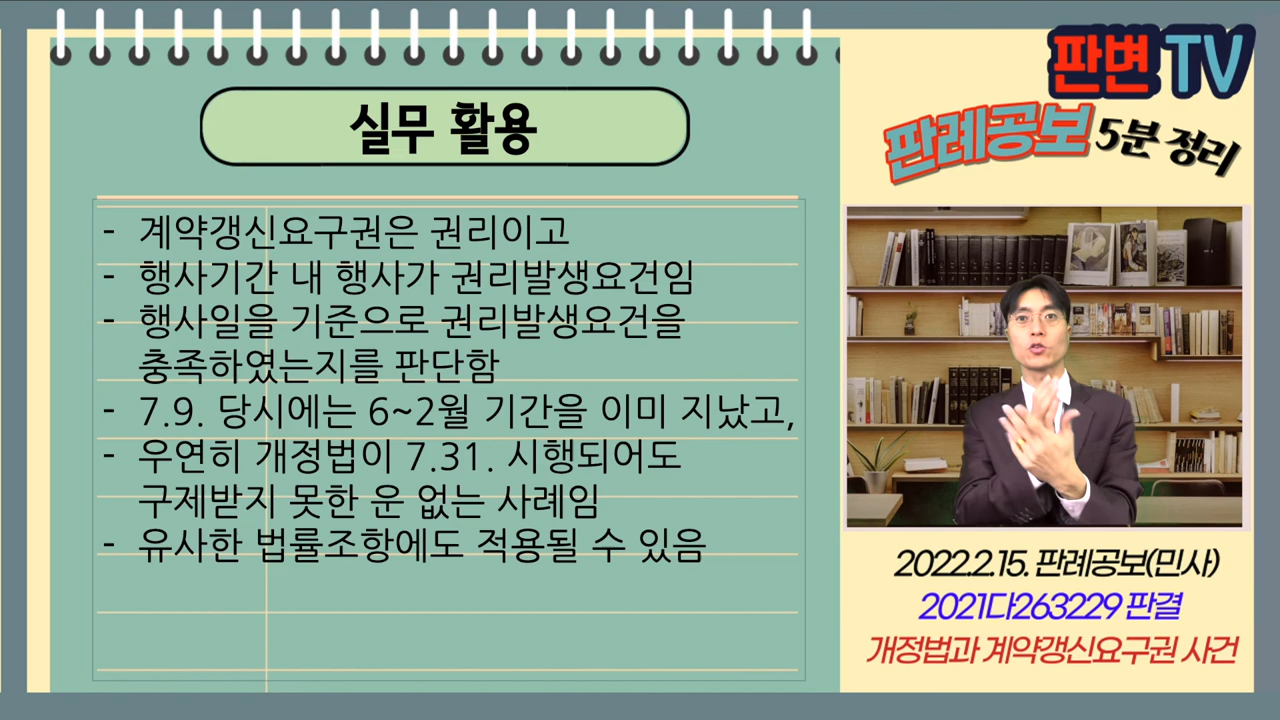 실무 활용
- 계약갱신요구권은 권리이고
- 행사기간 내 행사가 권리발생요건임
- 행사일을 기준으로 권리발생요건을
충족하였는지를 판단함
- 7.9. 당시에는 6~2월 기간을 이미 지났고,
- 우연히 개정법이 7.31. 시행되어도
구제받지 못한 운 없는 사례임
- 유사한 법률조항에도 적용될 수 있음
판변 TV
판례공보 5분 정리
2022.2.15. 판례공보(민사)
2021다263229 판결
개정법과 계약갱신요구권 사건